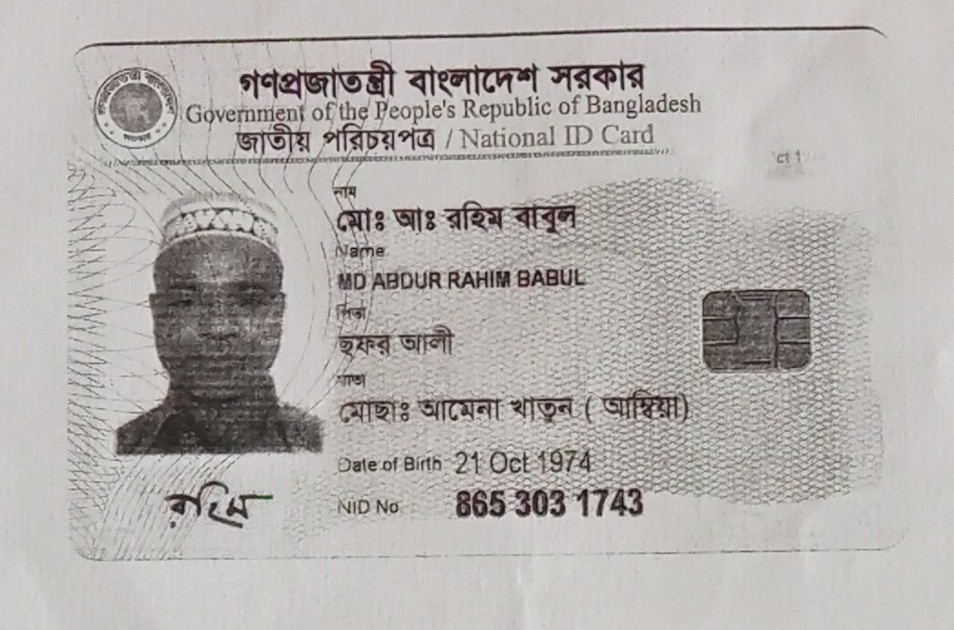 গণপ্রজাতন্ত্রী বাংলাদেশ সরকার
Government of the People's Republic of Bangladesh
জাতীয় পরিচয়পত্র / National ID Card
নাম
মোঃ আঃ রহিম বাবুল
Name
MD ABDUR RAHIM BABUL
পিতা
ছফর আলী
মাতা
মোছাঃ আমেনা খাতুন ( আম্বিয়া)
Date of Birth 21 Oct 1974
NID No 865 303 1743
রহিম